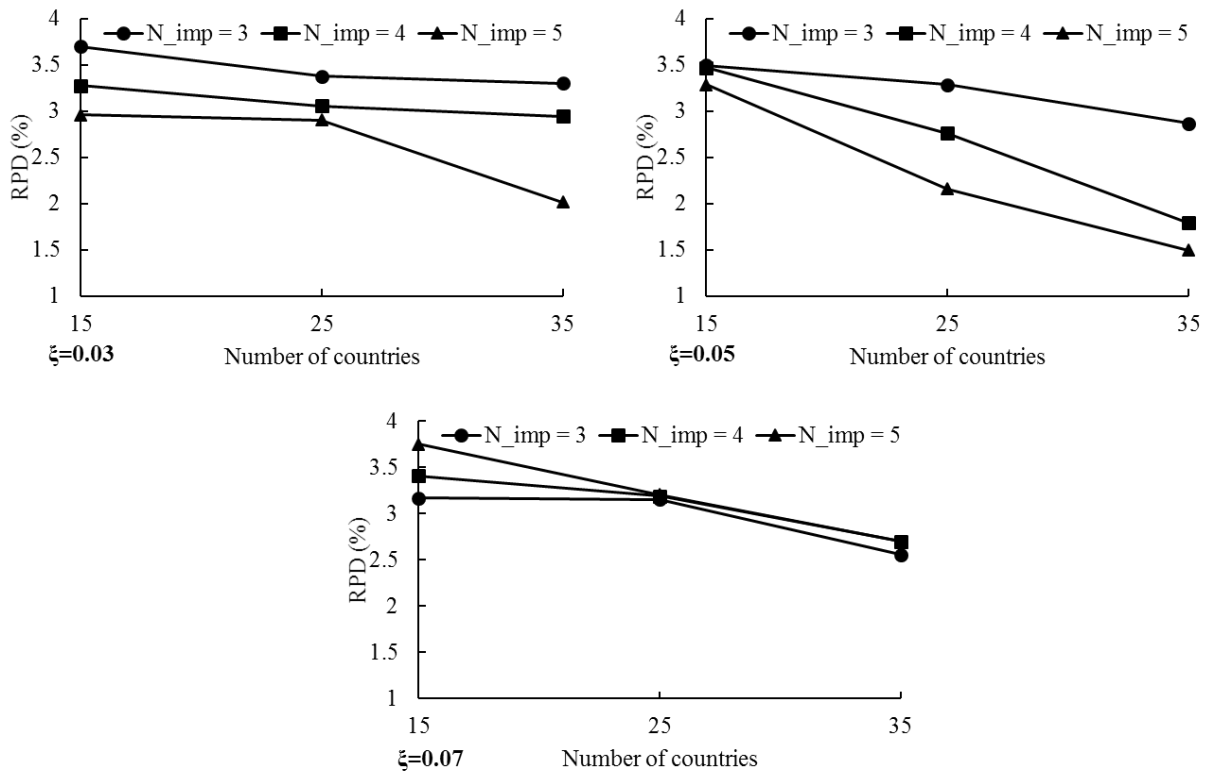 4
N_imp = 3 N_imp = 4 N_imp = 5
3.5
3
2.5
2
1.5
1
RPD (%)
15 25 35
ξ=0.03 Number of countries
4
N_imp = 3 N_imp = 4 N_imp = 5
3.5
3
2.5
2
1.5
1
RPD (%)
15 25 35
ξ=0.05 Number of countries
4
N_imp = 3 N_imp = 4 N_imp = 5
3.5
3
2.5
2
1.5
1
RPD (%)
15 25 35
ξ=0.07 Number of countries